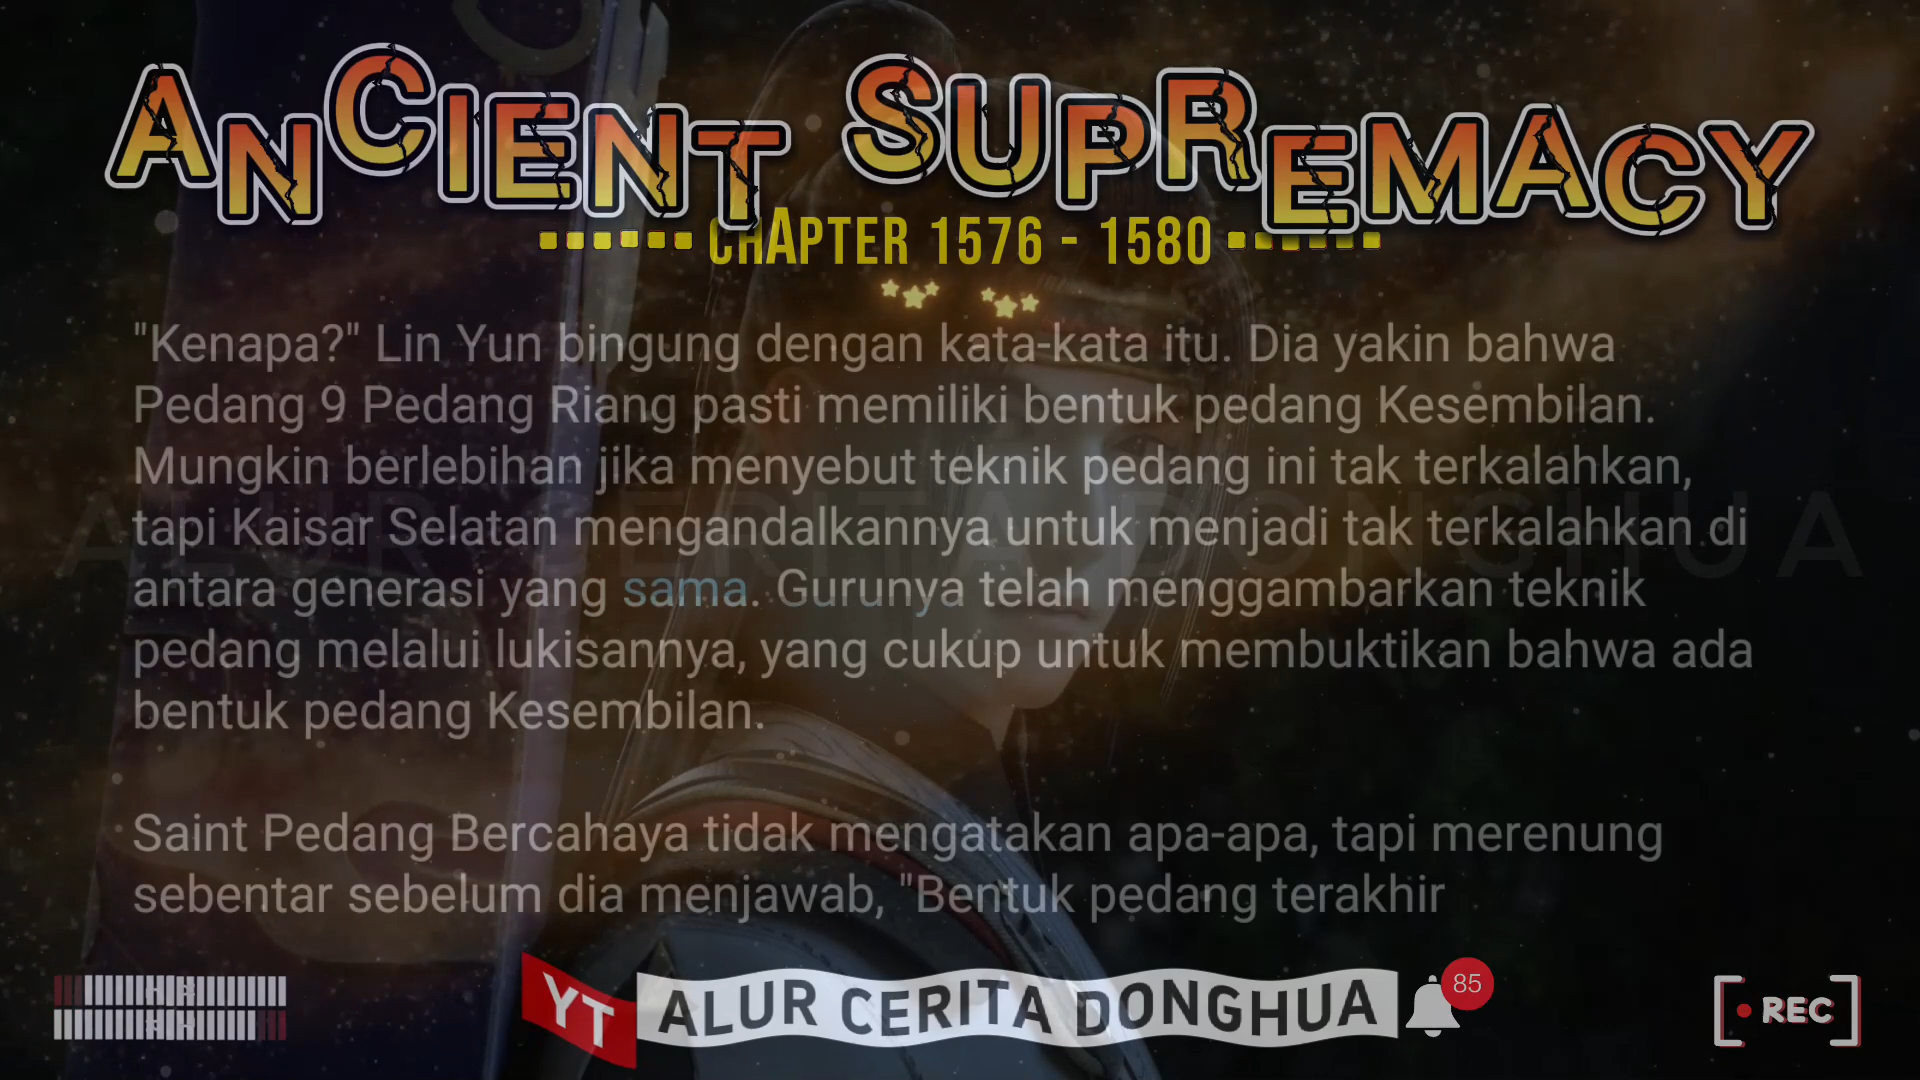 ANCIENT SUPREMACY
CHAPTER 1576 - 1580
"Kenapa?" Lin Yun bingung dengan kata-kata itu. Dia yakin bahwa
Pedang 9 Pedang Riang pasti memiliki bentuk pedang Kesembilan.
Mungkin berlebihan jika menyebut teknik pedang ini tak terkalahkan,
tapi Kaisar Selatan mengandalkannya untuk menjadi tak terkalahkan di
antara generasi yang sama. Gurunya telah menggambarkan teknik
pedang melalui lukisannya, yang cukup untuk membuktikan bahwa ada
bentuk pedang Kesembilan.
Saint Pedang Bercahaya tidak mengatakan apa-apa, tapi merenung
sebentar sebelum dia menjawab, "Bentuk pedang terakhir
ALUR CERITA DONGHUA
YT ALUR CERITA DONGHUA 85
REC